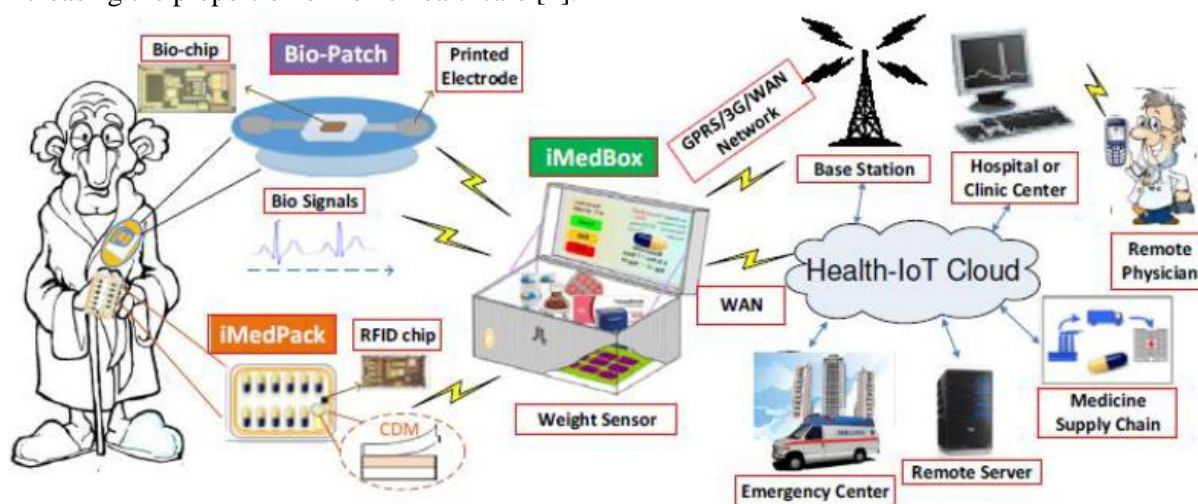 Bio-chip
Bio-Patch
Printed
Electrode
Bio Signals
iMedBox
GPRS/3G/WAN
Network
Base Station
Hospital or
Clinic Center
Remote
Physician
iMedPack
RFID chip
CDM
Weight Sensor
WAN
Health-IoT Cloud
Medicine
Supply Chain
Remote Server
Emergency Center